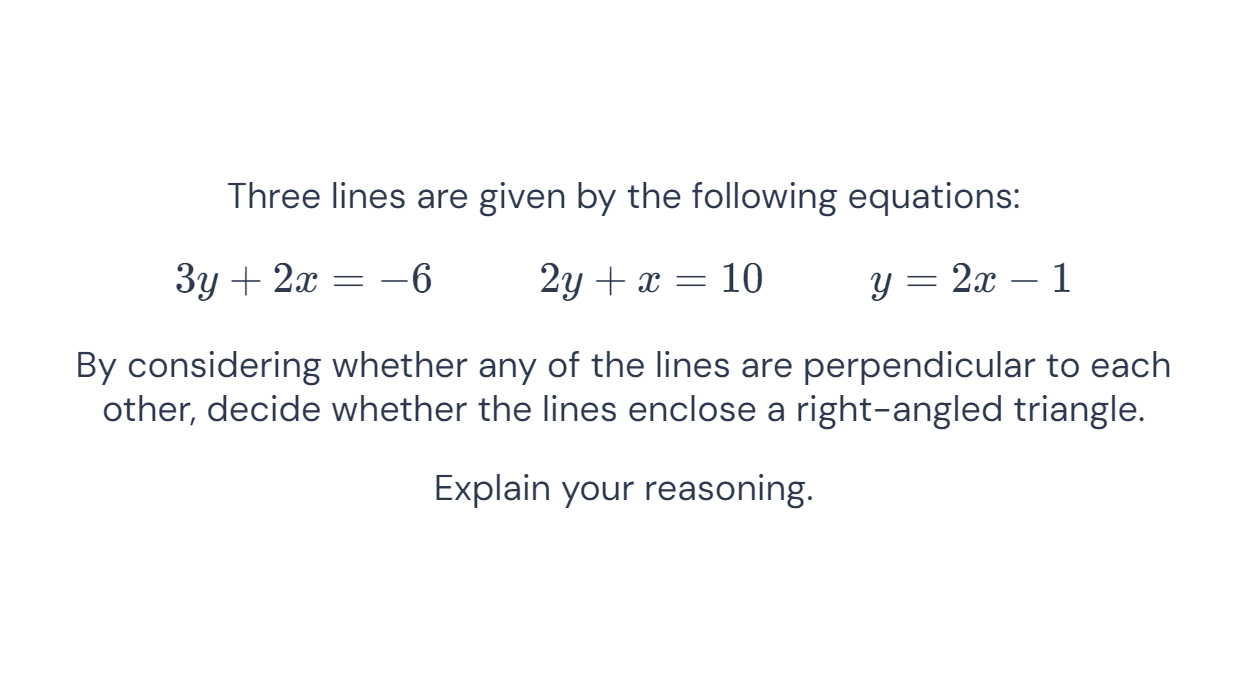 Three lines are given by the following equations:
3y + 2x = −6 2y + x = 10 y = 2x − 1
By considering whether any of the lines are perpendicular to each
other, decide whether the lines enclose a right-angled triangle.
Explain your reasoning.